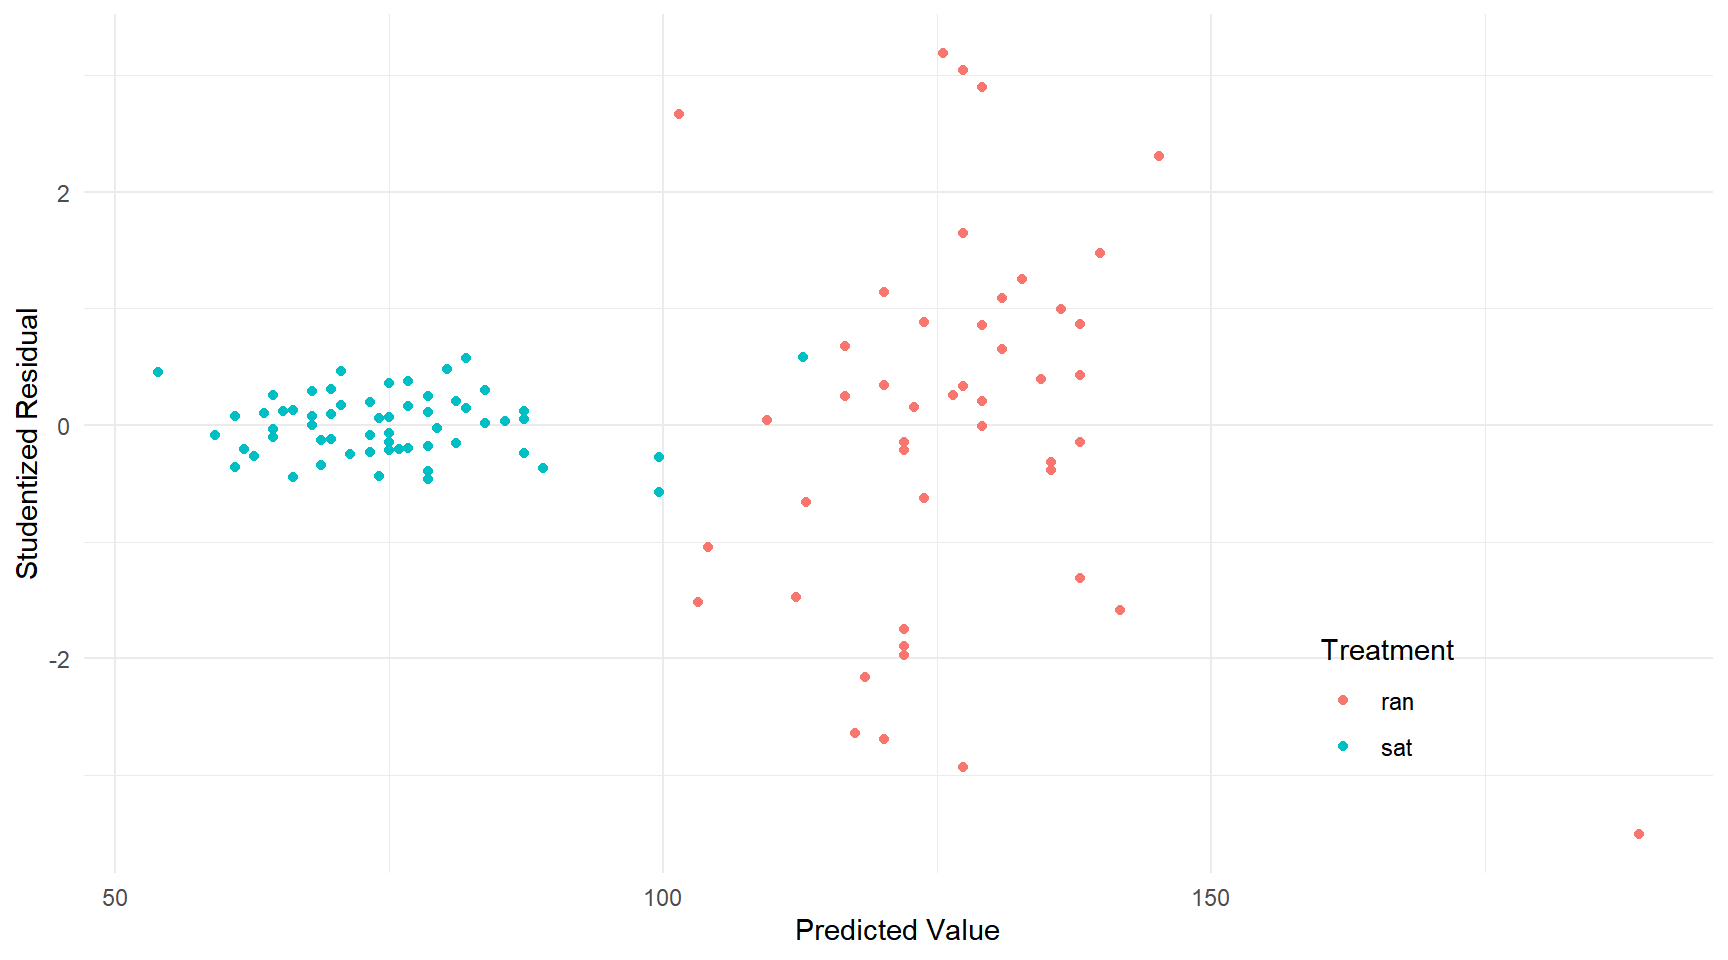 Studentized Residual
2
0
-2
Treatment
ran
sat
50 100 150
Predicted Value